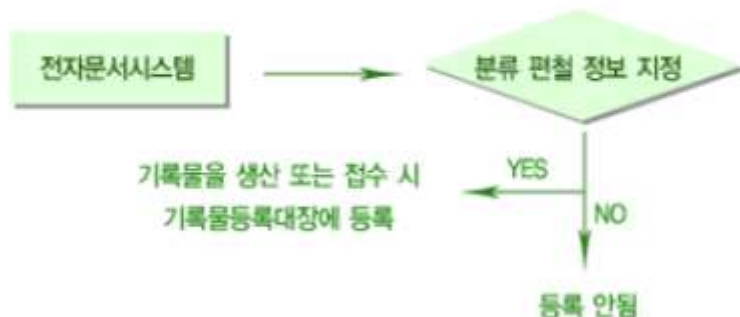 전자문서시스템
분류 편철 정보 지정
YES
기록물을 생산 또는 접수 시
기록물등록대장에 등록
NO
등록 안됨